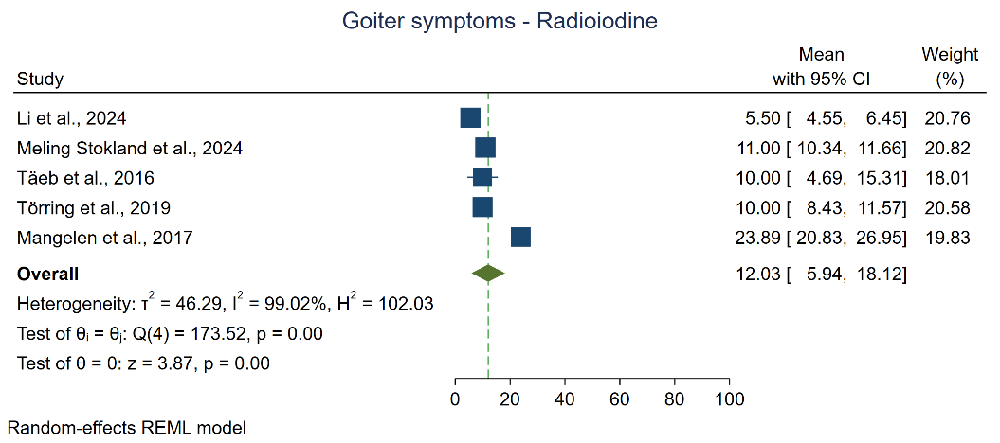 Goiter symptoms - Radioiodine
Mean Weight
Study with 95% CI (%)
Li et al., 2024 5.50 [ 4.55, 6.45] 20.76
Meling Stokland et al., 2024 11.00 [ 10.34, 11.66] 20.82
Täeb et al., 2016 10.00 [ 4.69, 15.31] 18.01
Törring et al., 2019 10.00 [ 8.43, 11.57] 20.58
Mangelen et al., 2017 23.89 [ 20.83, 26.95] 19.83
Overall 12.03 [ 5.94, 18.12]
Heterogeneity: τ² = 46.29, I² = 99.02%, H² = 102.03
Test of θᵢ = θⱼ: Q(4) = 173.52, p = 0.00
Test of θ = 0: z = 3.87, p = 0.00
0 20 40 60 80 100
Random-effects REML model